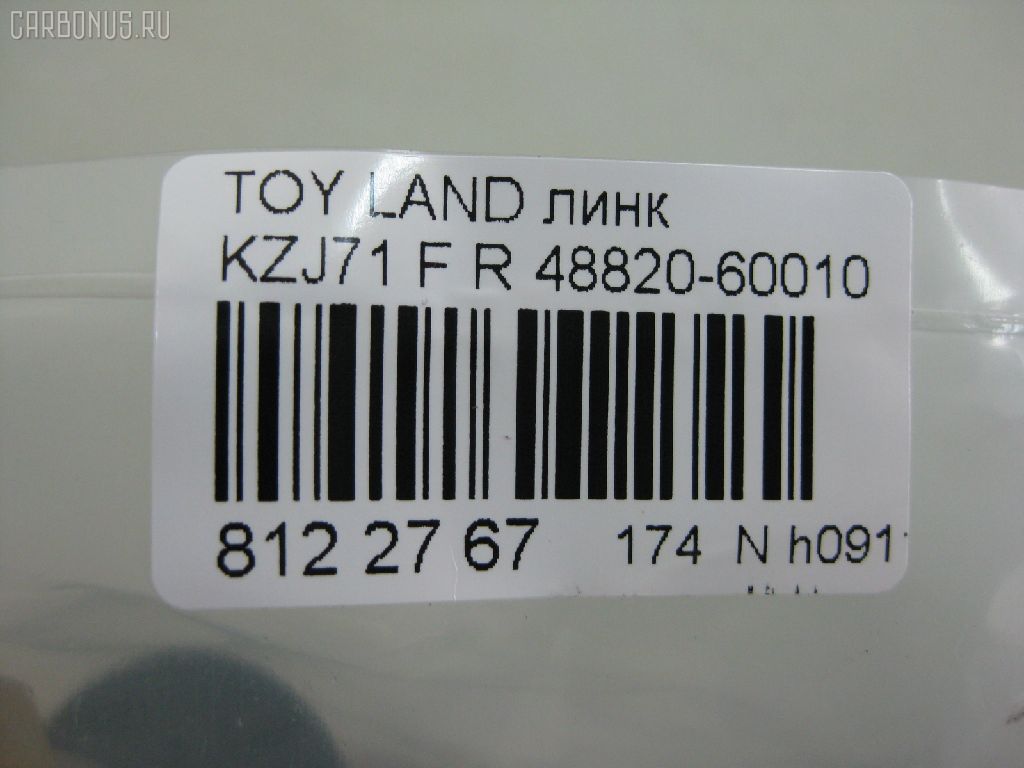 CARBONUS.RU
TOY LAND линк
KZJ71 F R 48820-60010
812 27 67 174 N h091